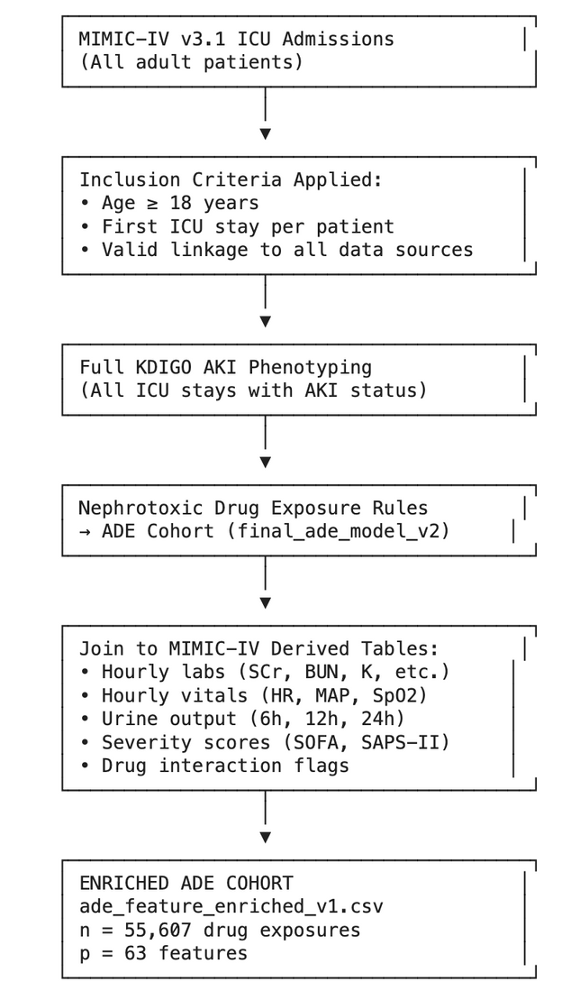 MIMIC-IV v3.1 ICU Admissions
(All adult patients)
Inclusion Criteria Applied:
• Age ≥ 18 years
• First ICU stay per patient
• Valid linkage to all data sources
Full KDIGO AKI Phenotyping
(All ICU stays with AKI status)
Nephrotoxic Drug Exposure Rules
→ ADE Cohort (final_ade_model_v2)
Join to MIMIC-IV Derived Tables:
• Hourly labs (SCr, BUN, K, etc.)
• Hourly vitals (HR, MAP, SpO2)
• Urine output (6h, 12h, 24h)
• Severity scores (SOFA, SAPS-II)
• Drug interaction flags
ENRICHED ADE COHORT
ade_feature_enriched_v1.csv
n = 55,607 drug exposures
p = 63 features